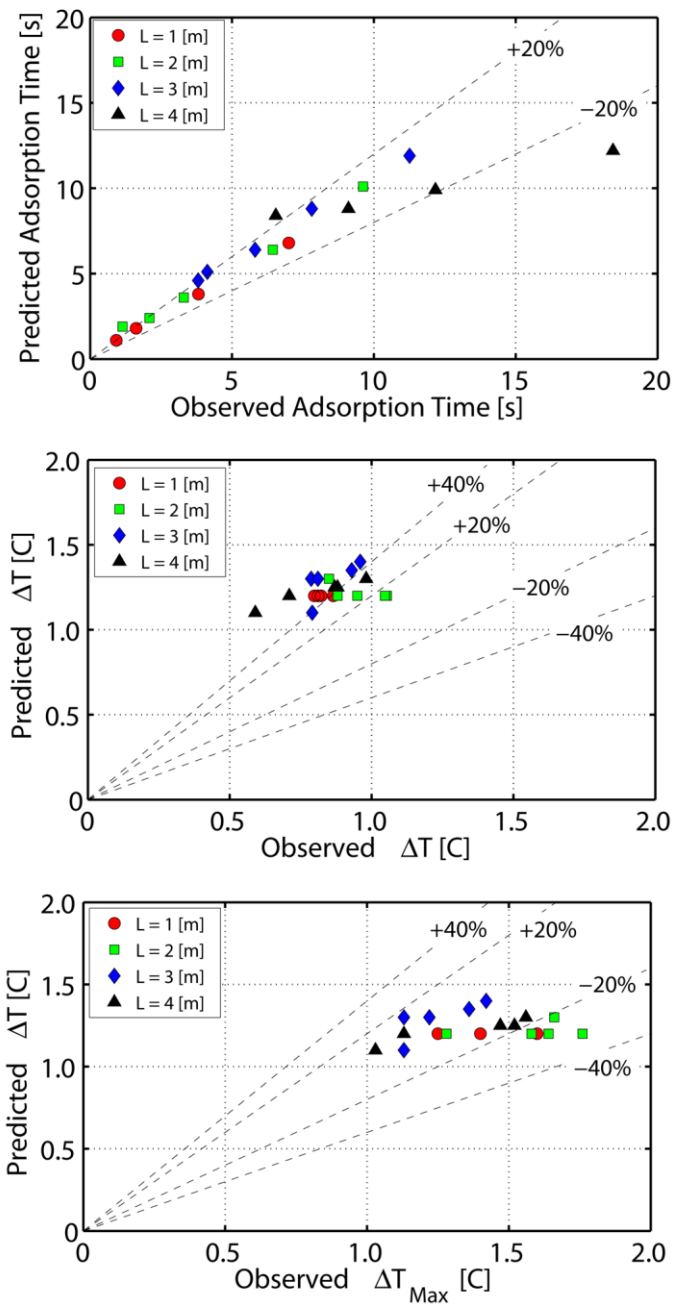 20
L = 1 [m]
L = 2 [m]
L = 3 [m]
L = 4 [m]
+20%
−20%
15
10
5
0
Predicted Adsorption Time [s]
0 5 10 15 20
Observed Adsorption Time [s]
2.0
L = 1 [m]
L = 2 [m]
L = 3 [m]
L = 4 [m]
+40%
+20%
−20%
−40%
1.5
1.0
0.5
0
Predicted ΔT [C]
0 0.5 1.0 1.5 2.0
Observed ΔT [C]
2.0
L = 1 [m]
L = 2 [m]
L = 3 [m]
L = 4 [m]
+40%
+20%
−20%
−40%
1.5
1.0
0.5
0
Predicted ΔT [C]
0 0.5 1.0 1.5 2.0
Observed ΔT_Max [C]